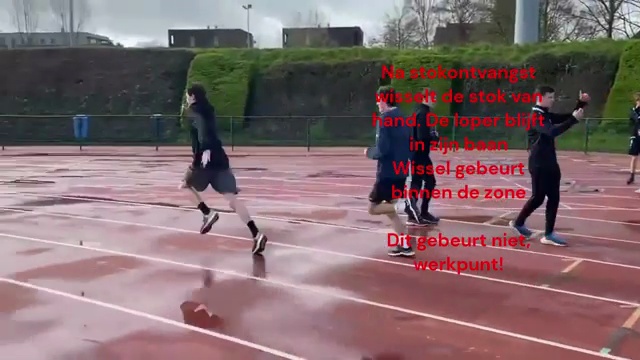 Na stokontvangst
wisselt de stok van
hand. De loper blijft
in zijn baan
Wissel gebeurt
binnen de zone
Dit gebeurt niet,
werkpunt!